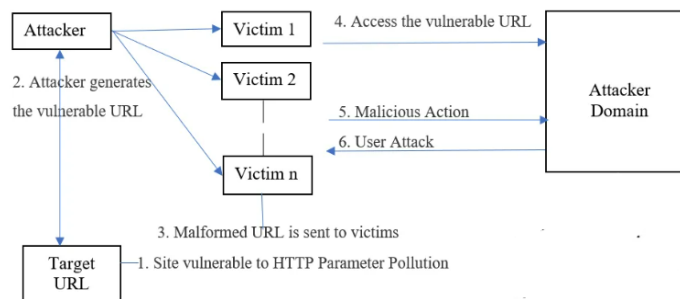 Attacker
Victim 1
4. Access the vulnerable URL
2. Attacker generates
the vulnerable URL
Victim 2
Attacker
Domain
5. Malicious Action
6. User Attack
Victim n
3. Malformed URL is sent to victims
Target
URL
1. Site vulnerable to HTTP Parameter Pollution